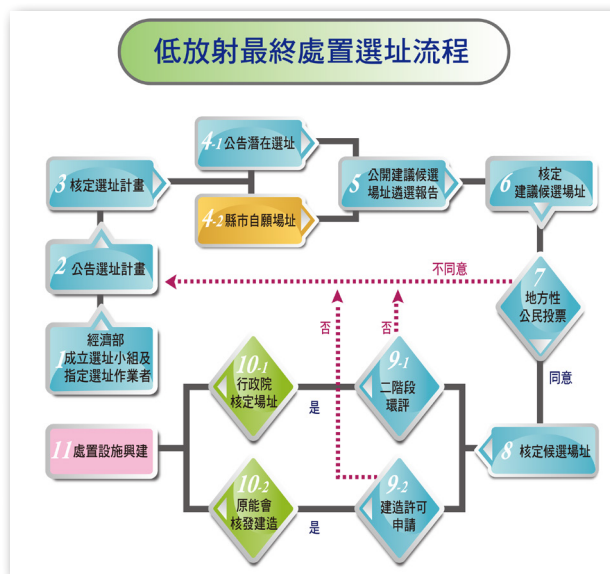 低放射最終處置選址流程
1 經濟部
成立選址小組及
指定選址作業者
2 公告選址計畫
3 核定選址計畫
4-1 公告潛在選址
4-2 縣市自願場址
5 公開建議候選
場址遴選報告
6 核定
建議候選場址
7 地方性
公民投票
不同意
同意
8 核定候選場址
9-1 二階段
環評
否
是
9-2 建造許可
申請
否
是
10-1 行政院
核定場址
10-2 原能會
核發建造
11 處置設施興建